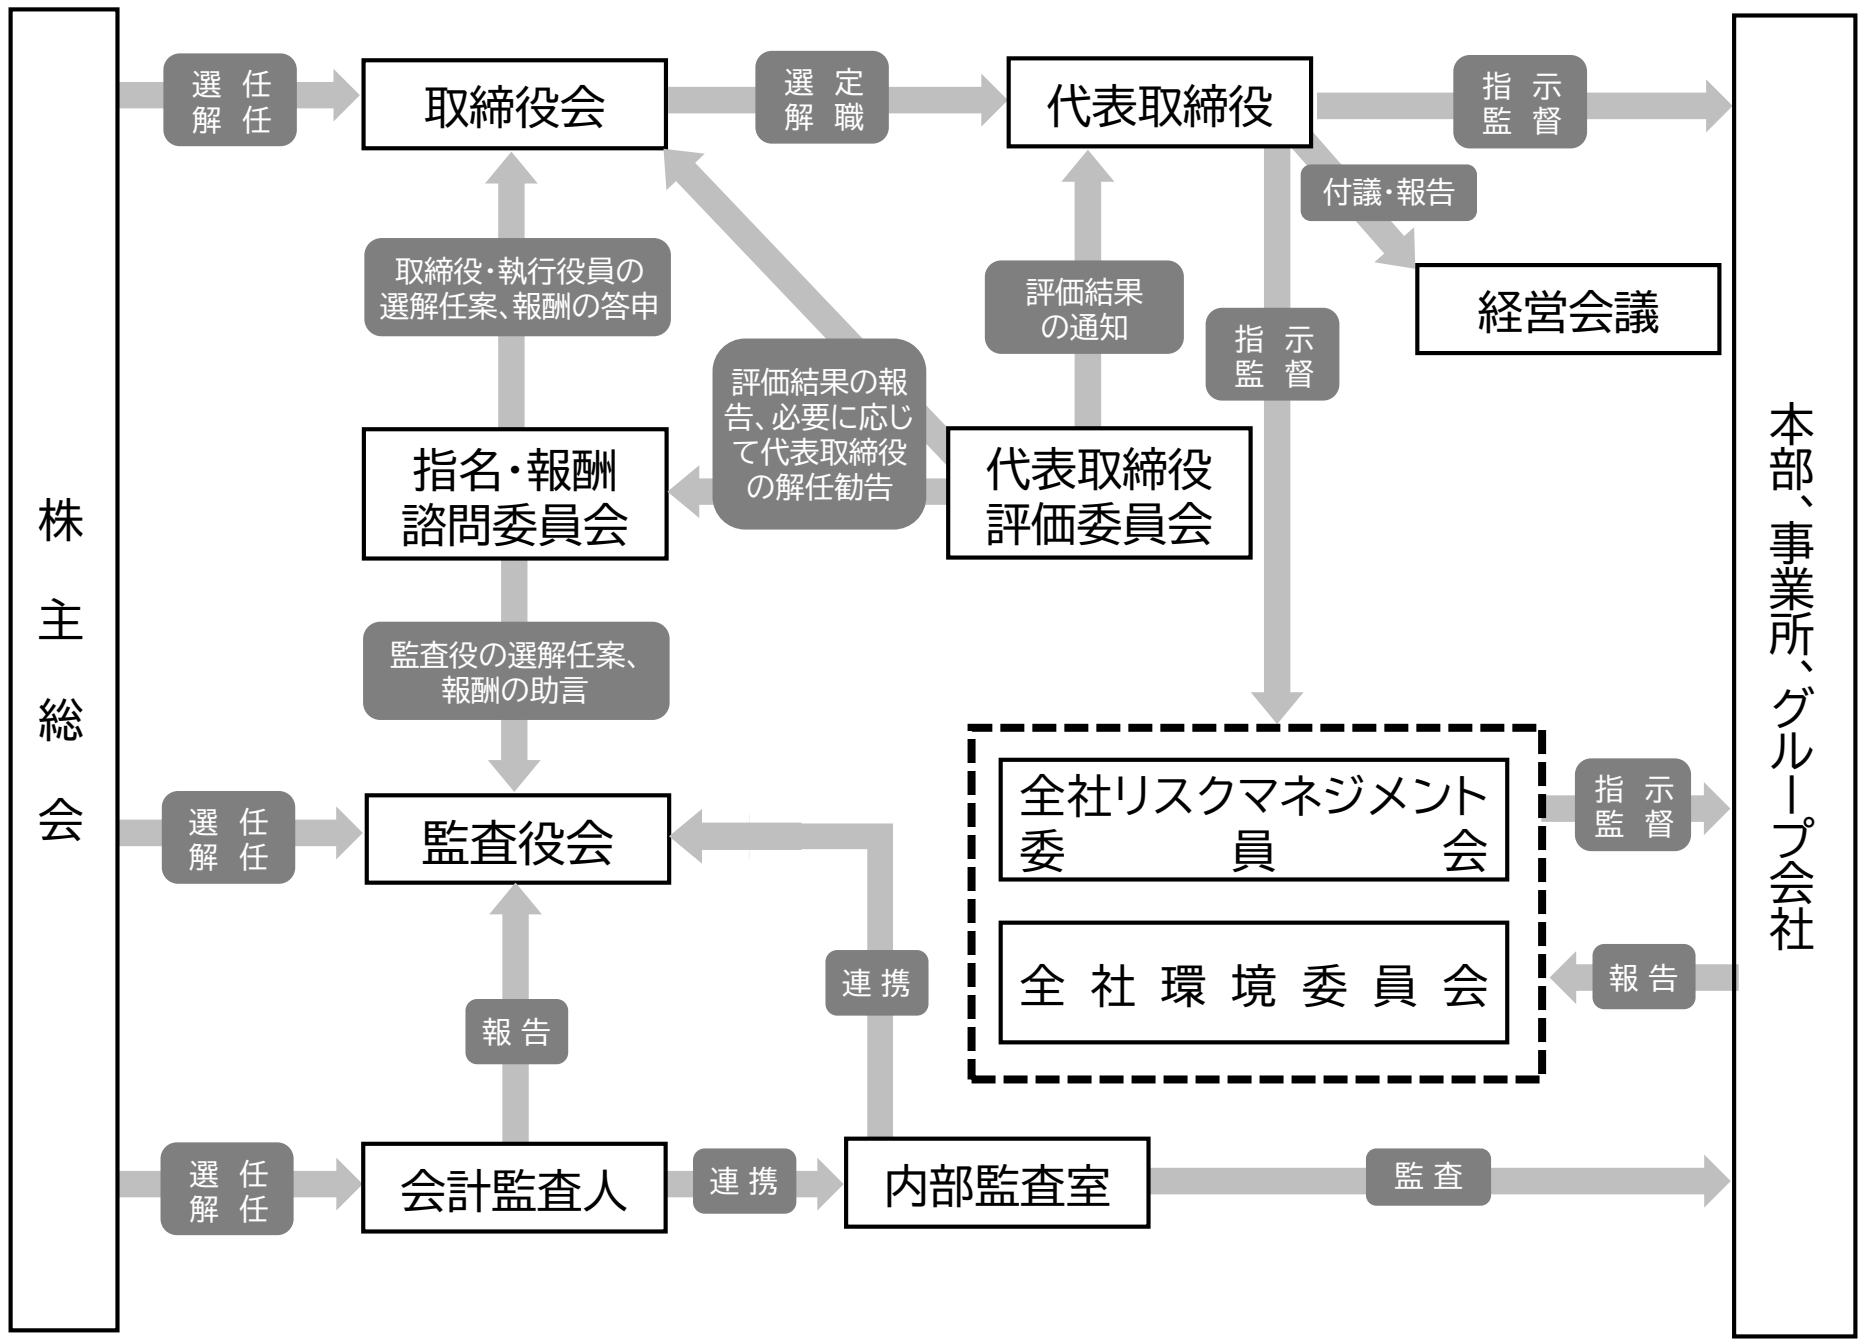 株主総会
選任
解任
取締役会
選定
解職
代表取締役
指示
監督
付議・報告
経営会議
取締役・執行役員の
選解任案、報酬の答申
評価結果
の通知
指示
監督
評価結果の報
告、必要に応じ
て代表取締役
の解任勧告
指名・報酬
諮問委員会
代表取締役
評価委員会
監査役の選解任案、
報酬の助言
選任
解任
監査役会
全社リスクマネジメント
委員会
指示
監督
全社環境委員会
報告
連携
報告
選任
解任
会計監査人
連携
内部監査室
監査
本部、事業所、グループ会社